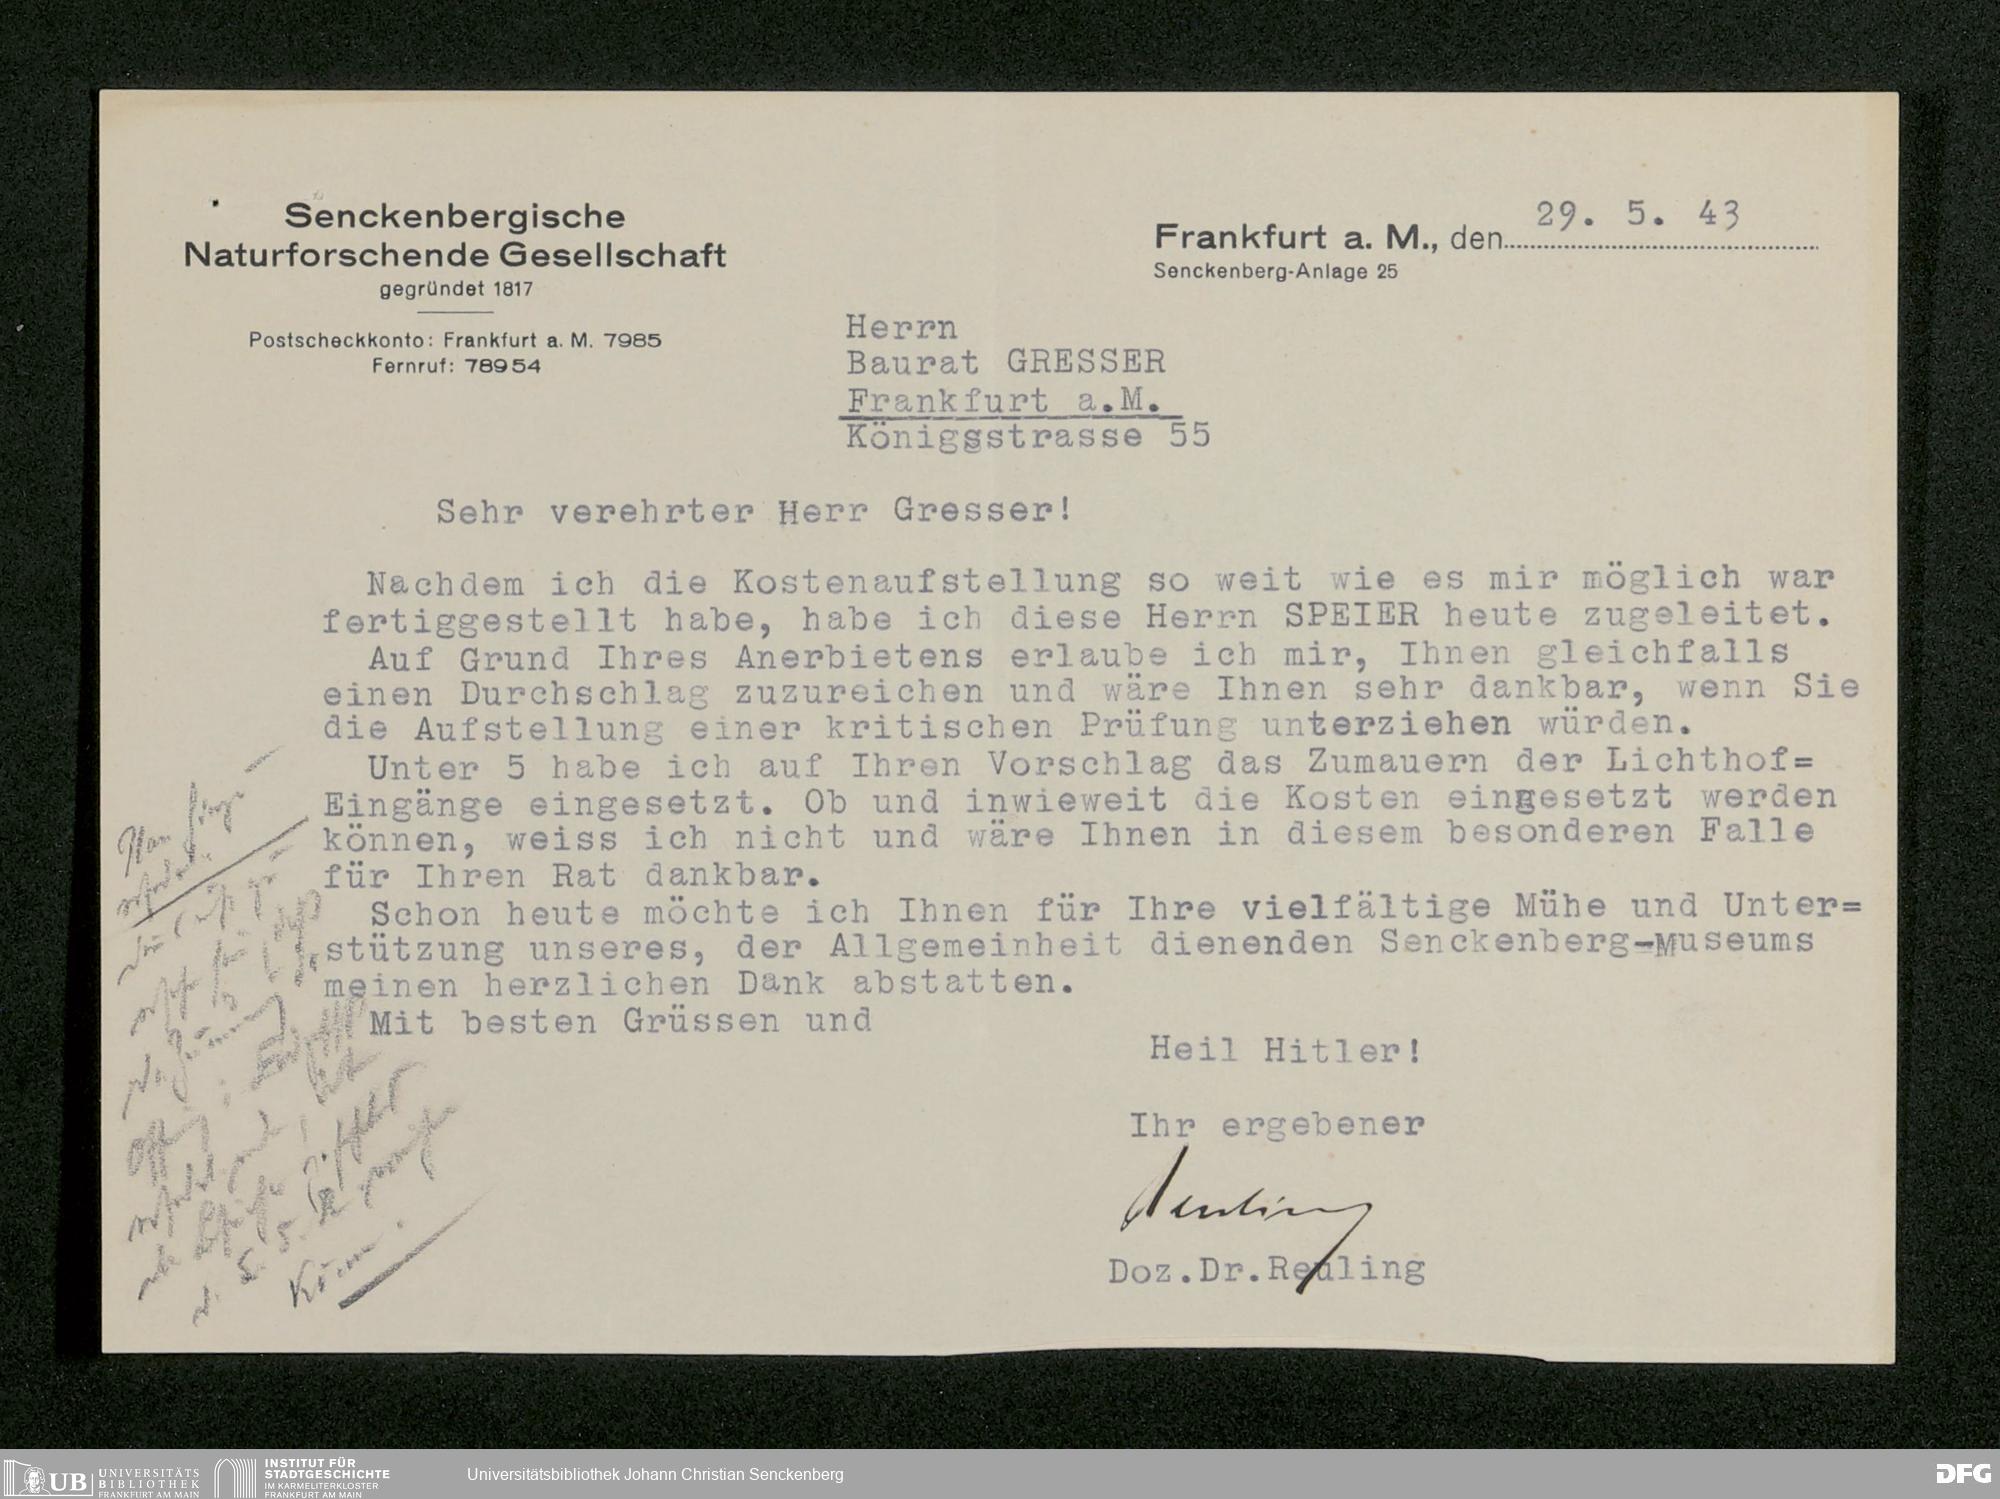 Senckenbergische
Naturforschende Gesellschaft
gegründet 1817
Postscheckkonto: Frankfurt a. M. 7985
Fernruf: 78954
Frankfurt a. M., den 29. 5. 43
Senckenberg-Anlage 25
Herrn
Baurat GRESSER
Frankfurt a.M.
Königsstrasse 55
Sehr verehrter Herr Gresser!
Nachdem ich die Kostenaufstellung so weit wie es mir möglich war
fertiggestellt habe, habe ich diese Herrn SPEIER heute zugeleitet.
Auf Grund Ihres Anerbietens erlaube ich mir, Ihnen gleichfalls
einen Durchschlag zuzureichen und wäre Ihnen sehr dankbar, wenn Sie
die Aufstellung einer kritischen Prüfung unterziehen würden.
Unter 5 habe ich auf Ihren Vorschlag das Zumauern der Lichthof=
Eingänge eingesetzt. Ob und inwieweit die Kosten eingesetzt werden
können, weiss ich nicht und wäre Ihnen in diesem besonderen Falle
für Ihren Rat dankbar.
Schon heute möchte ich Ihnen für Ihre vielfältige Mühe und Unter=
stützung unseres, der Allgemeinheit dienenden Senckenberg-Museums
meinen herzlichen Dank abstatten.
Mit besten Grüssen und
Heil Hitler!
Ihr ergebener
Reuling
Doz.Dr.Reuling
UB UNIVERSITÄTS
BIBLIOTHEK
FRANKFURT AM MAIN
INSTITUT FÜR
STADTGESCHICHTE
IM KARMELITERKLOSTER
FRANKFURT AM MAIN
Universitätsbibliothek Johann Christian Senckenberg
DFG